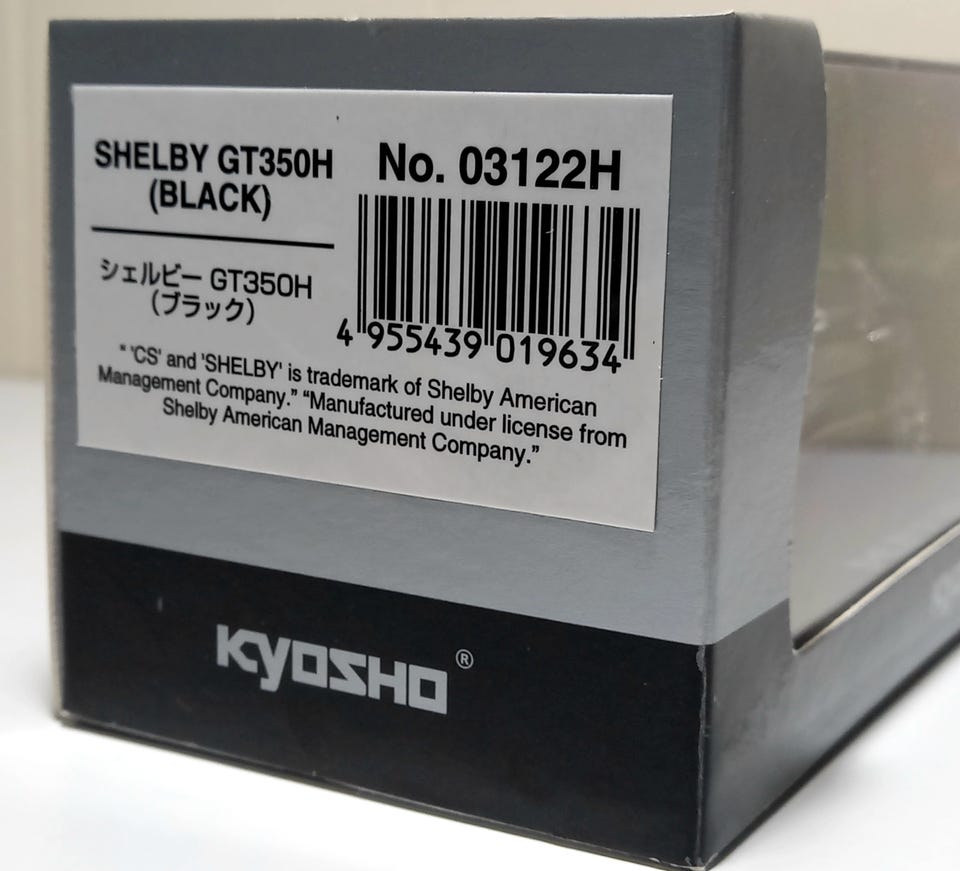 SHELBY GT350H
(BLACK)
シェルビー GT350H
(ブラック)
No. 03122H
4 955439 019634
“ 'CS' and 'SHELBY' is trademark of Shelby American
Management Company.” “Manufactured under license from
Shelby American Management Company.”
KYOSHO®